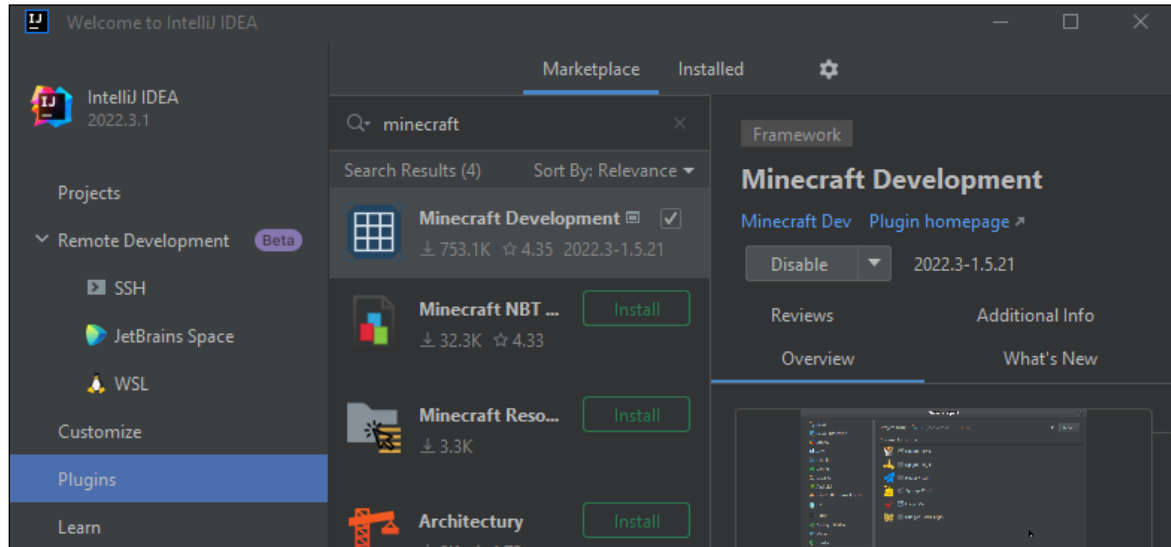 Welcome to IntelliJ IDEA
IntelliJ IDEA
2022.3.1
Projects
Remote Development Beta
SSH
JetBrains Space
WSL
Customize
Plugins
Learn
Marketplace Installed
minecraft
Search Results (4) Sort By: Relevance
Minecraft Development
753.1K 4.35 2022.3-1.5.21
Minecraft NBT ... Install
32.3K 4.33
Minecraft Reso... Install
3.3K
Architectury Install
Framework
Minecraft Development
Minecraft Dev Plugin homepage
Disable 2022.3-1.5.21
Reviews Additional Info
Overview What's New